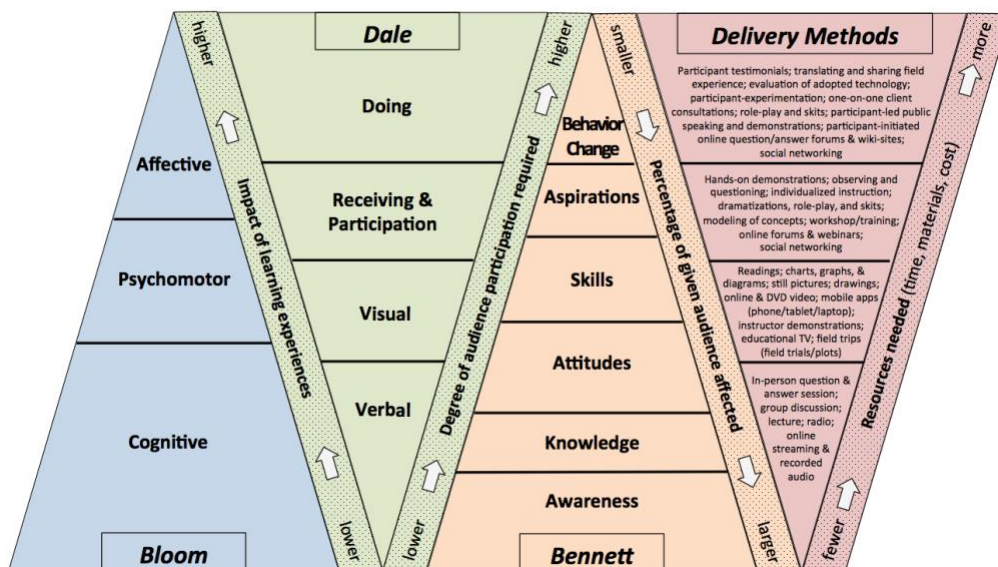 Affective
Psychomotor
Cognitive
Bloom
higher
Impact of learning experiences
lower
Dale
Doing
Receiving &
Participation
Visual
Verbal
higher
Degree of audience participation required
lower
Behavior
Change
Aspirations
Skills
Attitudes
Knowledge
Awareness
Bennett
smaller
Percentage of given audience affected
larger
Delivery Methods
Participant testimonials; translating and sharing field
experience; evaluation of adopted technology;
participant-experimentation; one-on-one client
consultations; role-play and skits; participant-led public
speaking and demonstrations; participant-initiated
online question/answer forums & wiki-sites;
social networking
Hands-on demonstrations; observing and
questioning; individualized instruction;
dramatizations, role-play, and skits;
modeling of concepts; workshop/training;
online forums & webinars;
social networking
Readings; charts, graphs, &
diagrams; still pictures; drawings;
online & DVD video; mobile apps
(phone/tablet/laptop);
instructor demonstrations;
educational TV; field trips
(field trials/plots)
In-person question &
answer session;
group discussion;
lecture; radio;
online
streaming &
recorded
audio
more
Resources needed (time, materials, cost)
fewer